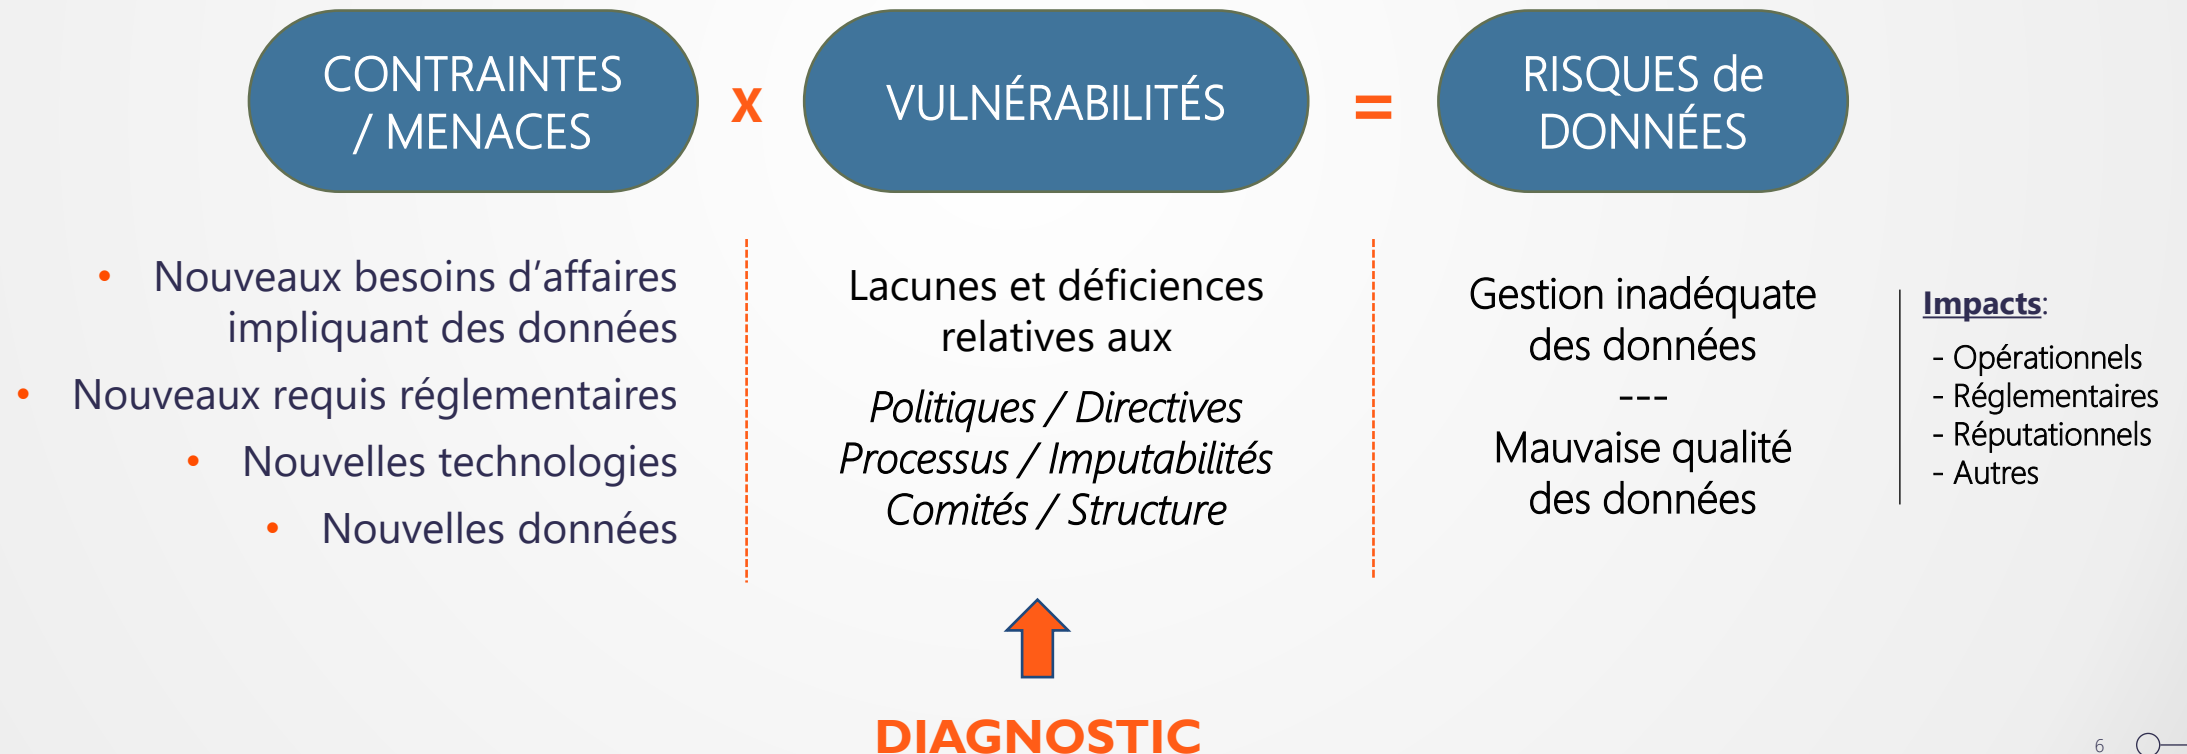 CONTRAINTES
/ MENACES
x
VULNÉRABILITÉS
=
RISQUES de
DONNÉES
• Nouveaux besoins d’affaires
impliquant des données
• Nouveaux requis réglementaires
• Nouvelles technologies
• Nouvelles données
Lacunes et déficiences
relatives aux
Politiques / Directives
Processus / Imputabilités
Comités / Structure
Gestion inadéquate
des données
---
Mauvaise qualité
des données
Impacts:
- Opérationnels
- Réglementaires
- Réputationnels
- Autres
DIAGNOSTIC
6